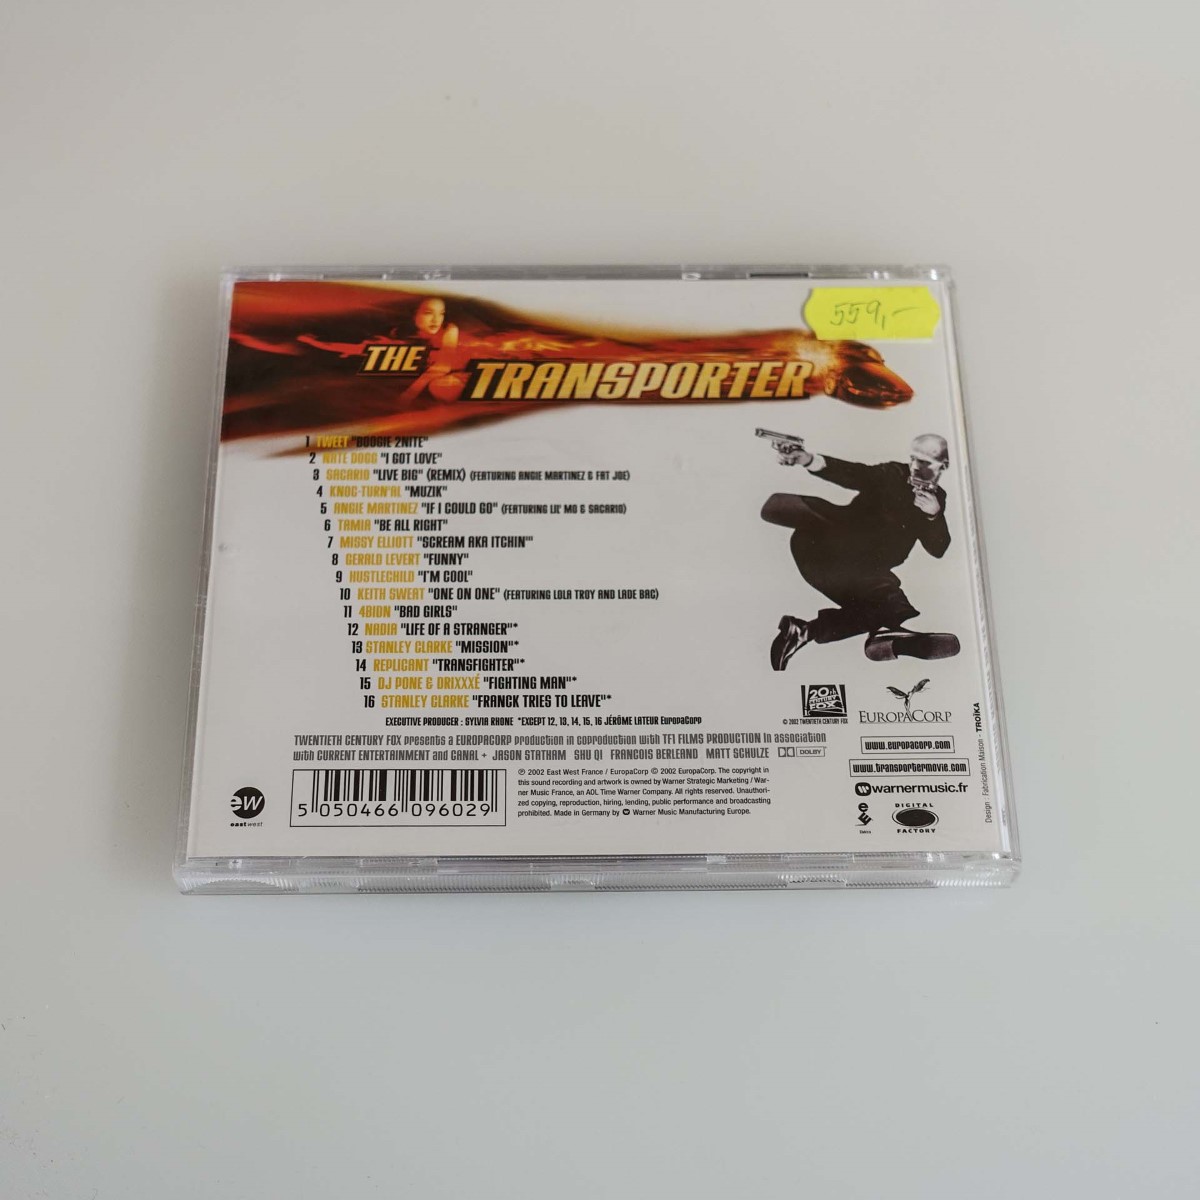 559,-
THE TRANSPORTER
1 TWEET "BOOGIE 2NITE"
2 NATE DOGG "I GOT LOVE"
3 SACARIO "LIVE BIG" (REMIX) (FEATURING ANGIE MARTINEZ & FAT JOE)
4 KNOC-TURN'AL "MUZIK"
5 ANGIE MARTINEZ "IF I COULD GO" (FEATURING LIL' MO & SACARIO)
6 TAMIA "BE ALL RIGHT"
7 MISSY ELLIOTT "SCREAM AKA ITCHIN'"
8 GERALD LEVERT "FUNNY"
9 HUSTLECHILD "I'M COOL"
10 KEITH SWEAT "ONE ON ONE" (FEATURING LOLA TROY AND LADE BAC)
11 4BIDN "BAD GIRLS"
12 NADIA "LIFE OF A STRANGER"*
13 STANLEY CLARKE "MISSION"*
14 REPLICANT "TRANSFIGHTER"*
15 DJ PONE & DRIXXXÉ "FIGHTING MAN"*
16 STANLEY CLARKE "FRANCK TRIES TO LEAVE"*
EXECUTIVE PRODUCER : SYLVIA RHONE *EXCEPT 12, 13, 14, 15, 16 JÉRÔME LATEUR EuropaCorp
TWENTIETH CENTURY FOX presents a EUROPACORP production in coproduction with TF1 FILMS PRODUCTION In association
with CURRENT ENTERTAINMENT and CANAL + JASON STATHAM SHU QI FRANCOIS BERLEAND MATT SCHULZE
DOLBY
20th CENTURY FOX
© 2002 TWENTIETH CENTURY FOX
EUROPACORP
www.europacorp.com
www.transportermovie.com
warnermusic.fr
DIGITAL
FACTORY
Design : Fabrication Maison - TROÏKA
ew
eastwest
5 050466 096029
℗ 2002 East West France / EuropaCorp © 2002 EuropaCorp. The copyright in
this sound recording and artwork is owned by Warner Strategic Marketing / War-
ner Music France, an AOL Time Warner Company. All rights reserved. Unauthori-
zed copying, reproduction, hiring, lending, public performance and broadcasting
prohibited. Made in Germany by Warner Music Manufacturing Europe.